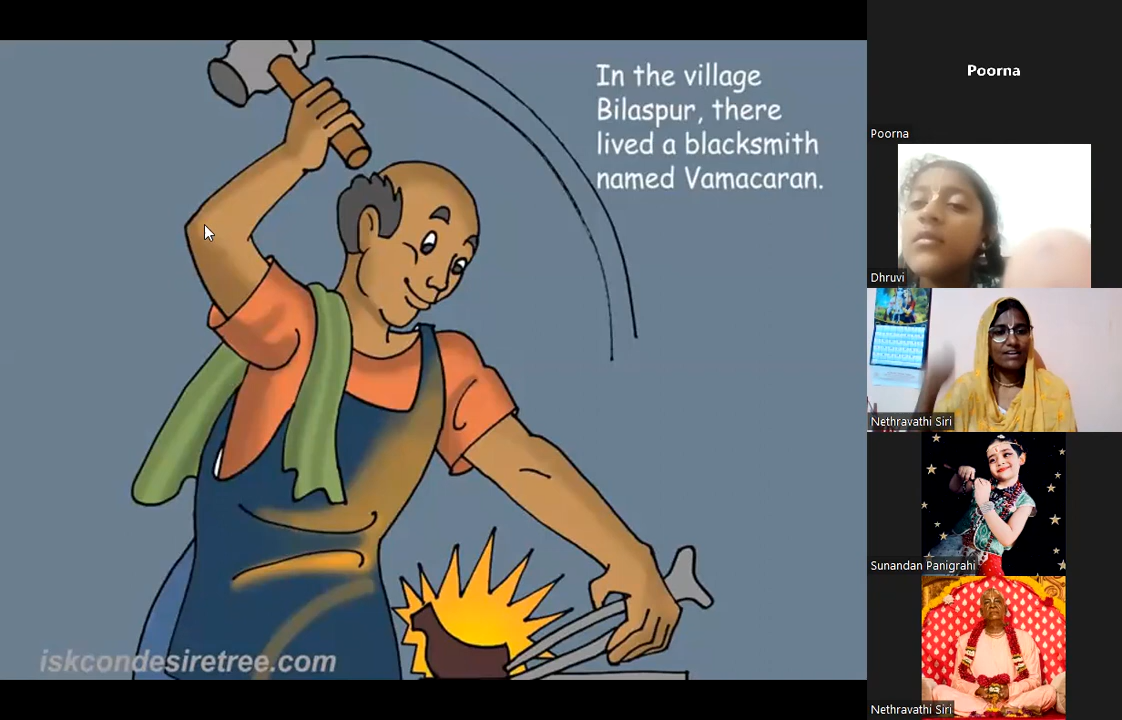 In the village
Bilaspur, there
lived a blacksmith
named Vamacaran.
iskcondesiretree.com
Poorna
Poorna
Dhruvi
Nethravathi Siri
Sunandan Panigrahi
Nethravathi Siri